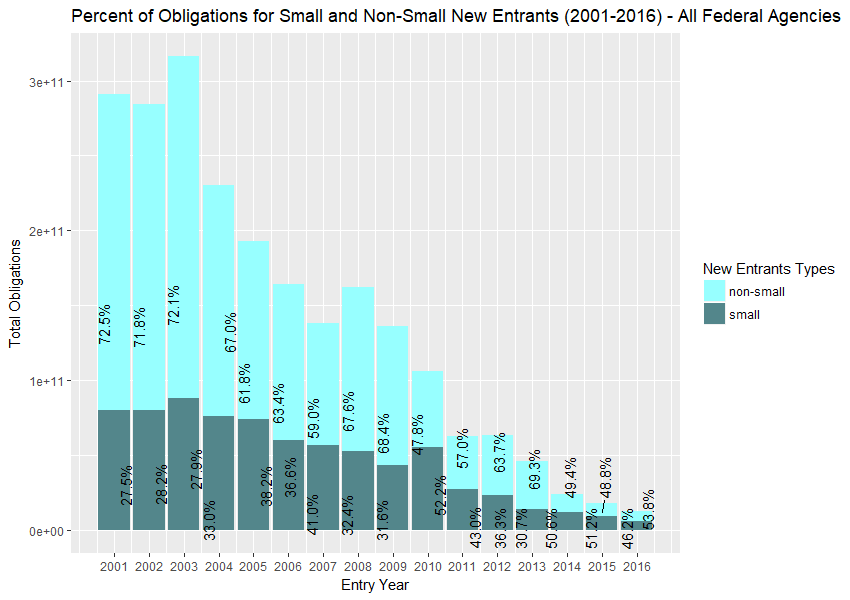 Percent of Obligations for Small and Non-Small New Entrants (2001-2016) - All Federal Agencies
Total Obligations
3e+11
2e+11
1e+11
0e+00
72.5%
71.8%
72.1%
67.0%
61.8%
63.4%
59.0%
67.6%
68.4%
47.8%
57.0%
63.7%
69.3%
49.4%
48.8%
53.8%
27.5%
28.2%
27.9%
33.0%
38.2%
36.6%
41.0%
32.4%
31.6%
52.2%
43.0%
36.3%
30.7%
50.6%
51.2%
46.2%
2001 2002 2003 2004 2005 2006 2007 2008 2009 2010 2011 2012 2013 2014 2015 2016
Entry Year
New Entrants Types
non-small
small